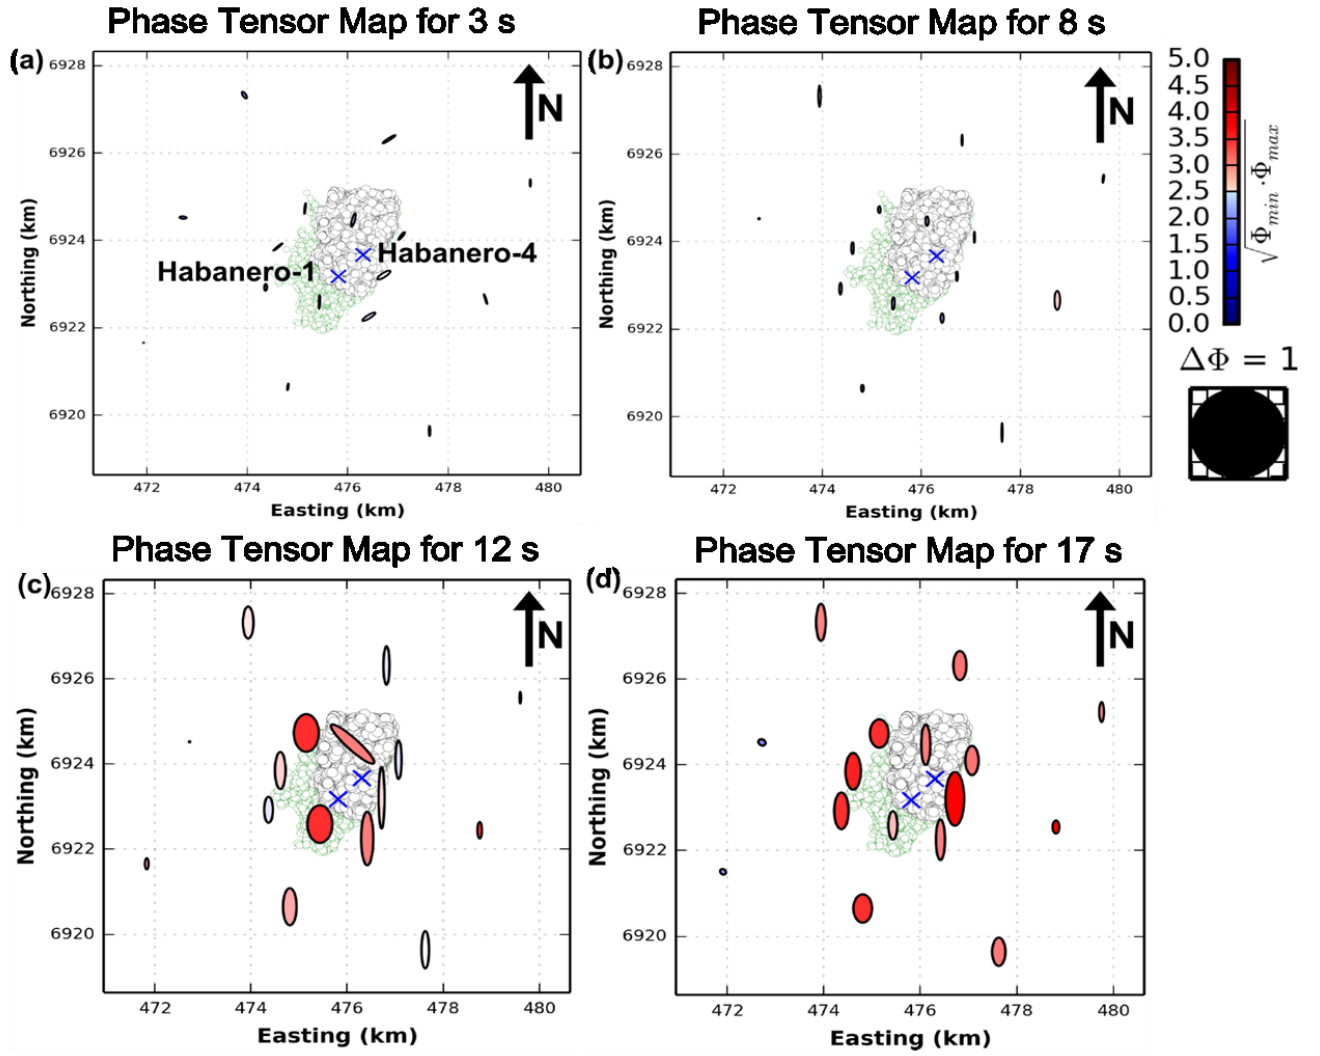 Phase Tensor Map for 3 s
(a)
6928
6926
6924
6922
6920
Northing (km)
N
Habanero-4
Habanero-1
472 474 476 478 480
Easting (km)
Phase Tensor Map for 8 s
(b)
6928
6926
6924
6922
6920
Northing (km)
N
472 474 476 478 480
Easting (km)
5.0
4.5
4.0
3.5
3.0
2.5
2.0
1.5
1.0
0.5
0.0
√Φmin · Φmax
ΔΦ = 1
Phase Tensor Map for 12 s
(c)
6928
6926
6924
6922
6920
Northing (km)
N
472 474 476 478 480
Easting (km)
Phase Tensor Map for 17 s
(d)
6928
6926
6924
6922
6920
Northing (km)
N
472 474 476 478 480
Easting (km)